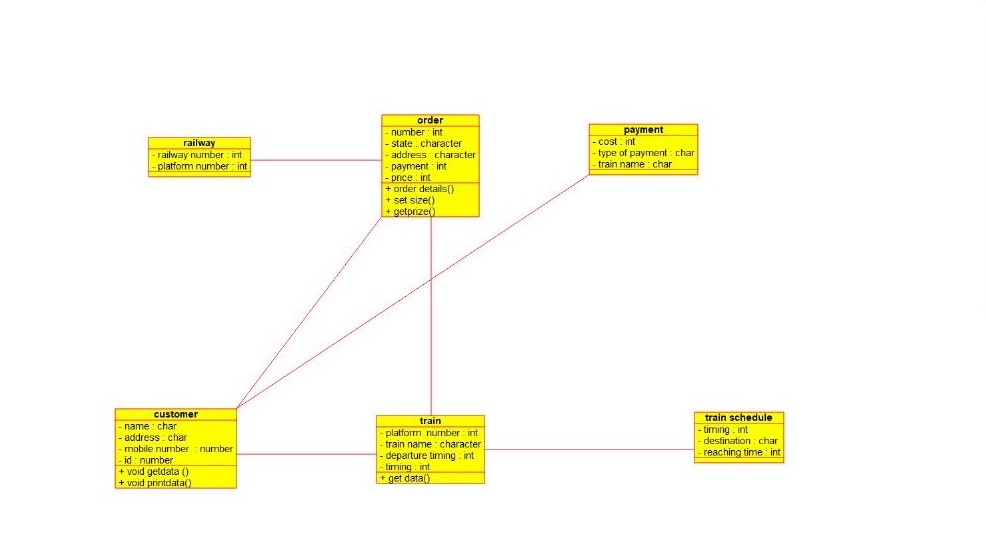 order
- number : int
- state : character
- address : character
- payment : int
- price : int
+ order details()
+ set size()
+ getprize()
payment
- cost : int
- type of payment : char
- train name : char
railway
- railway number : int
- platform number : int
customer
- name : char
- address : char
- mobile number : number
- id : number
+ void getdata ()
+ void printdata()
train
- platform number : int
- train name : character
- departure timing : int
- timing : int
+ get data()
train schedule
- timing : int
- destination : char
- reaching time : int